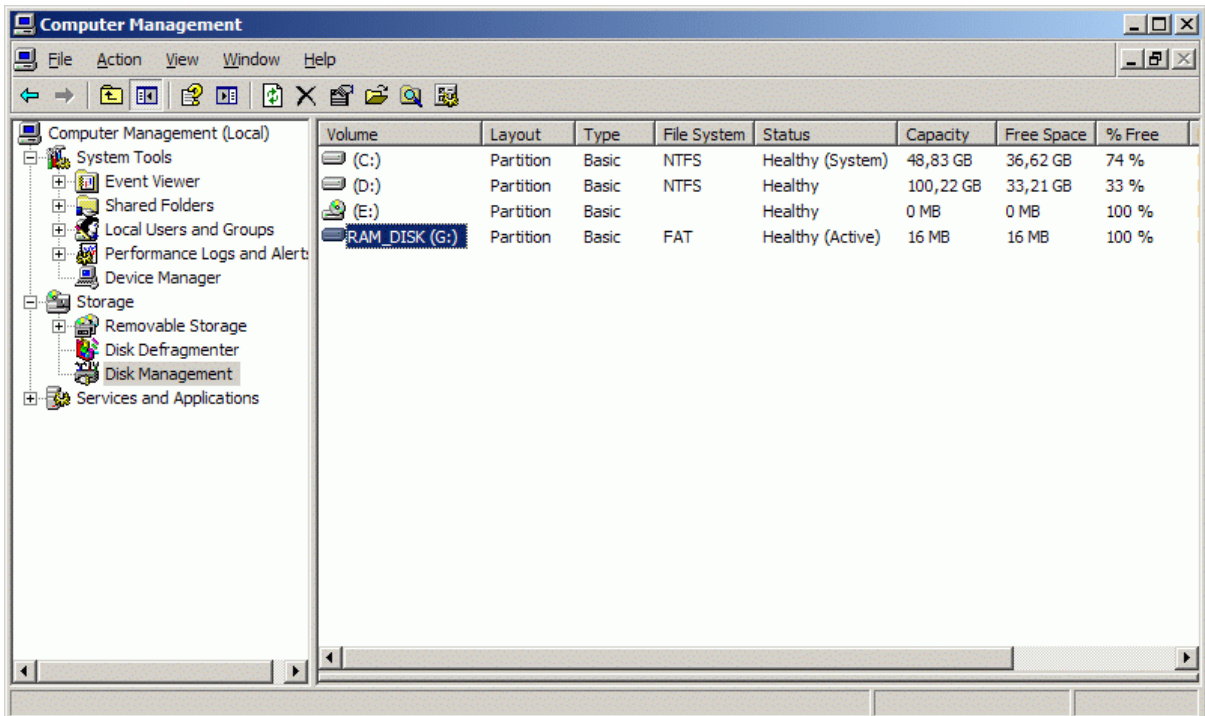 Computer Management
File Action View Window Help
Computer Management (Local)
System Tools
Event Viewer
Shared Folders
Local Users and Groups
Performance Logs and Alerts
Device Manager
Storage
Removable Storage
Disk Defragmenter
Disk Management
Services and Applications
Volume Layout Type File System Status Capacity Free Space % Free
(C:) Partition Basic NTFS Healthy (System) 48,83 GB 36,62 GB 74 %
(D:) Partition Basic NTFS Healthy 100,22 GB 33,21 GB 33 %
(E:) Partition Basic Healthy 0 MB 0 MB 100 %
RAM_DISK (G:) Partition Basic FAT Healthy (Active) 16 MB 16 MB 100 %